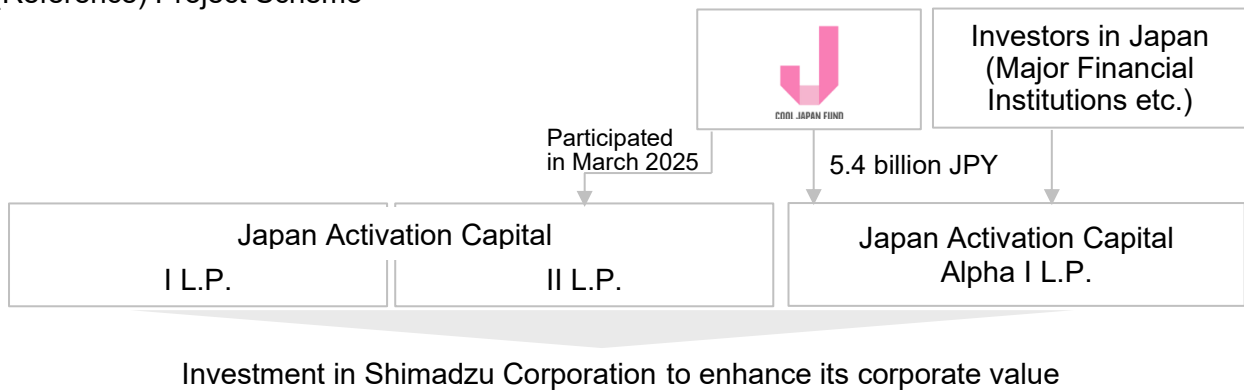 (Reference) Project Scheme
COOL JAPAN FUND
Investors in Japan
(Major Financial
Institutions etc.)
Participated
in March 2025
5.4 billion JPY
Japan Activation Capital
I L.P.
II L.P.
Japan Activation Capital
Alpha I L.P.
Investment in Shimadzu Corporation to enhance its corporate value